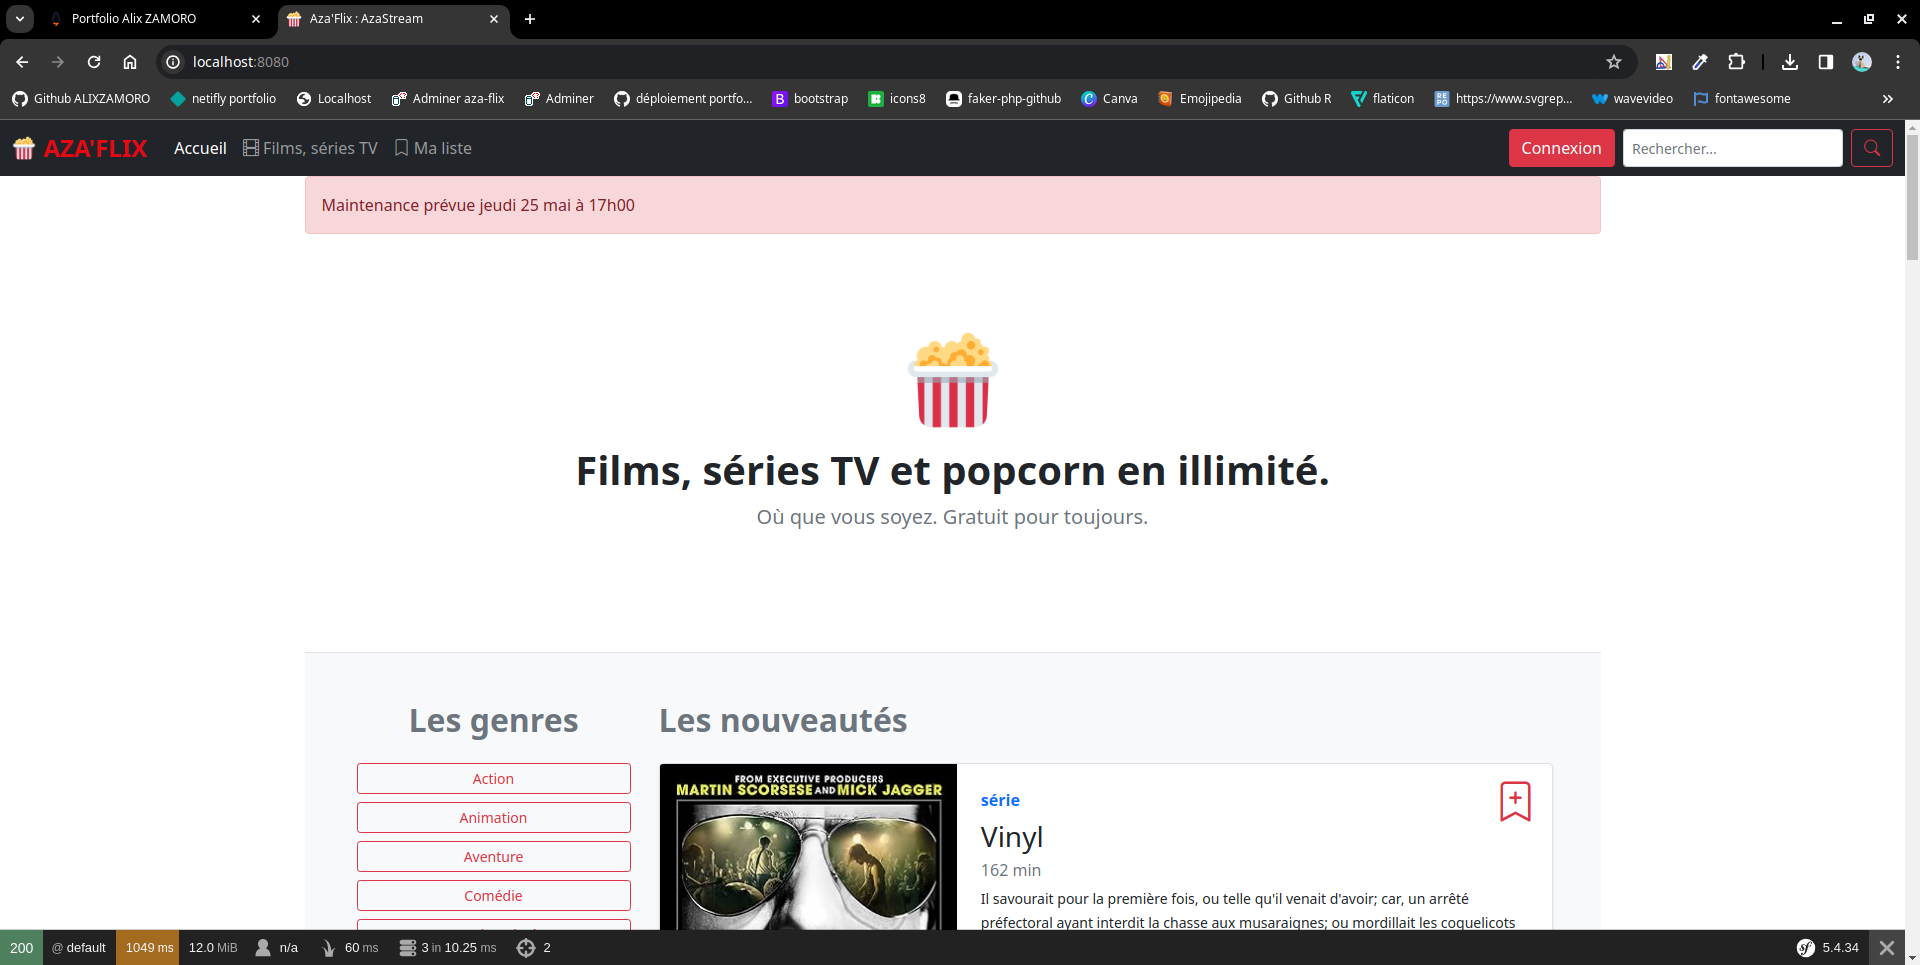 Portfolio Alix ZAMORO
Aza'Flix : AzaStream
localhost:8080
Github ALIXZAMORO
netifly portfolio
Localhost
Adminer aza-flix
Adminer
déploiement portfo...
B bootstrap
icons8
faker-php-github
Canva
Emojipedia
Github R
flaticon
https://www.svgrep...
wavevideo
fontawesome
AZA'FLIX
Accueil
Films, séries TV
Ma liste
Connexion
Rechercher...
Maintenance prévue jeudi 25 mai à 17h00
Films, séries TV et popcorn en illimité.
Où que vous soyez. Gratuit pour toujours.
Les genres
Action
Animation
Aventure
Comédie
Les nouveautés
FROM EXECUTIVE PRODUCERS
MARTIN SCORSESE AND MICK JAGGER
série
Vinyl
162 min
Il savourait pour la première fois, ou telle qu'il venait d'avoir; car, un arrêté
préfectoral ayant interdit la chasse aux musaraignes; ou mordillait les coquelicots
200 @ default 1049 ms 12.0 MiB n/a 60 ms 3 in 10.25 ms 2 sf 5.4.34